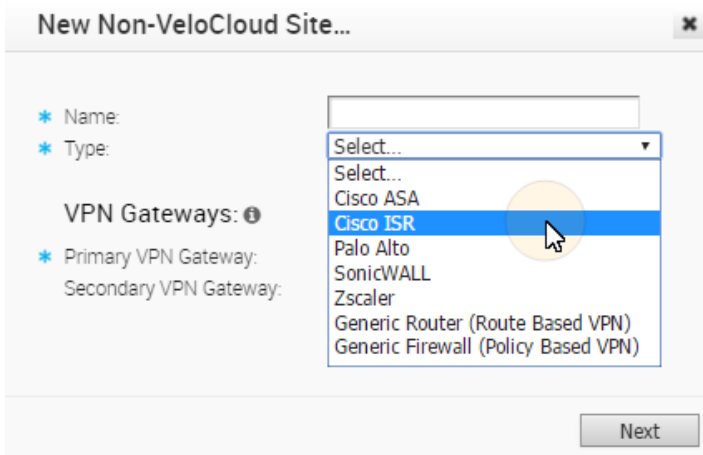 New Non-VeloCloud Site...
* Name:
* Type:
Select...
Select...
Cisco ASA
Cisco ISR
Palo Alto
SonicWALL
Zscaler
Generic Router (Route Based VPN)
Generic Firewall (Policy Based VPN)
VPN Gateways:
* Primary VPN Gateway:
Secondary VPN Gateway:
Next